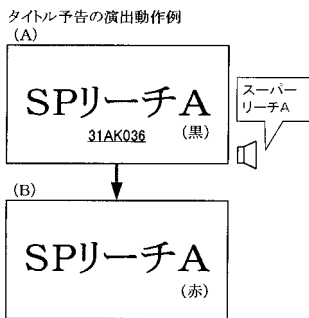 タイトル予告の演出動作例
(A)
SPリーチA
31AK036
(黒)
スーパー
リーチA
(B)
SPリーチA
(赤)